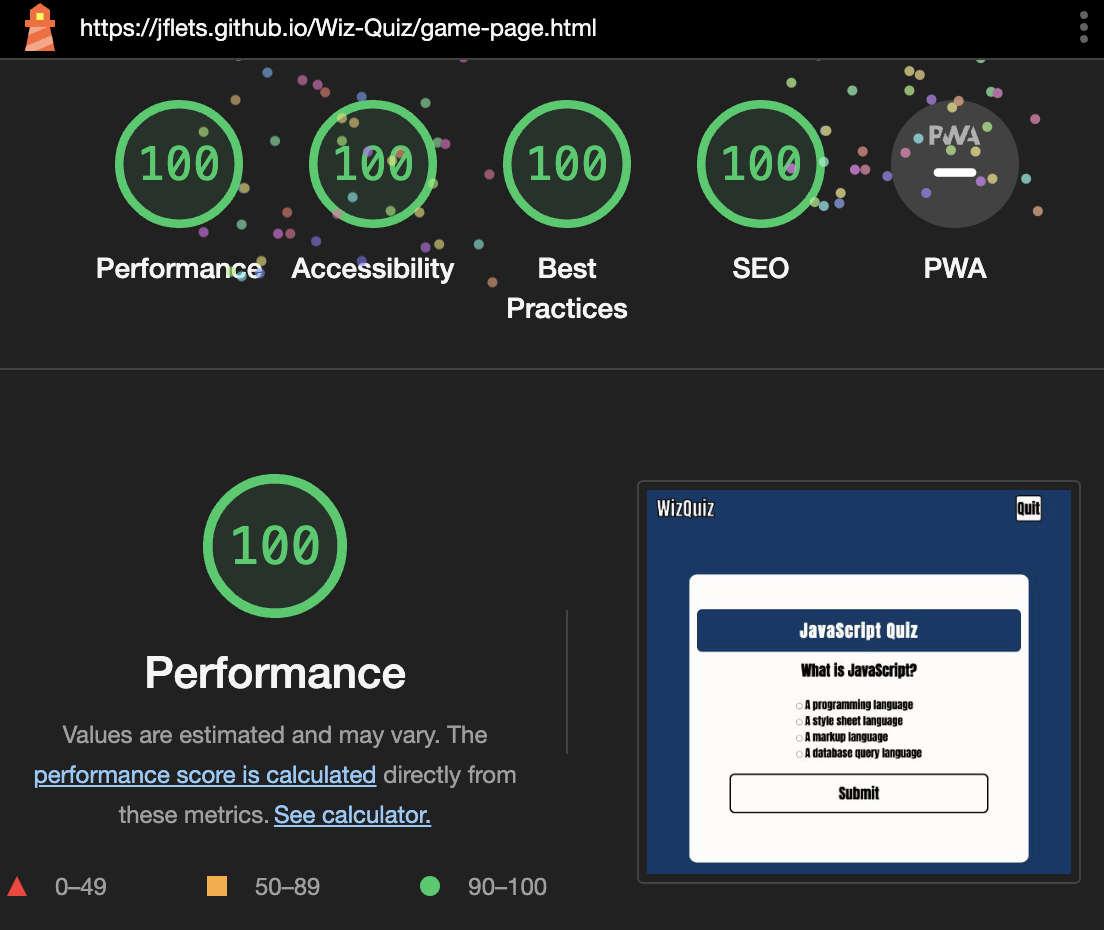 https://jflets.github.io/Wiz-Quiz/game-page.html
100
100
100
100
PWA
Performance
Accessibility
Best
Practices
SEO
PWA
100
Performance
Values are estimated and may vary. The
performance score is calculated directly from
these metrics. See calculator.
0–49
50–89
90–100
WizQuiz
Quit
JavaScript Quiz
What is JavaScript?
A programming language
A style sheet language
A markup language
A database query language
Submit